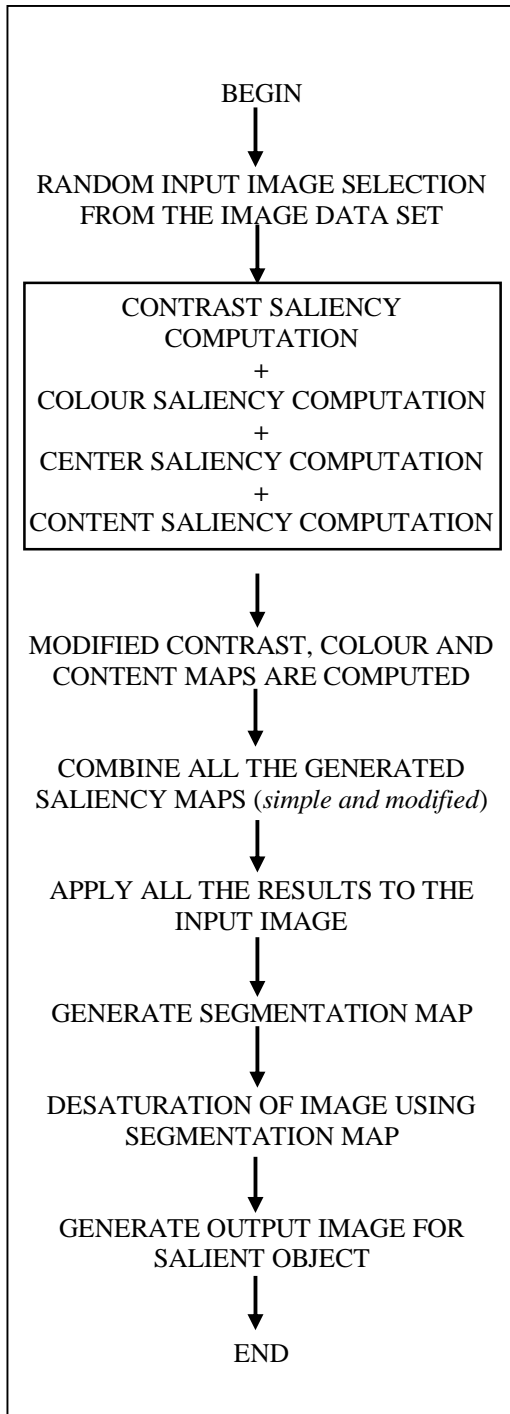 BEGIN
RANDOM INPUT IMAGE SELECTION
FROM THE IMAGE DATA SET
CONTRAST SALIENCY
COMPUTATION
+
COLOUR SALIENCY COMPUTATION
+
CENTER SALIENCY COMPUTATION
+
CONTENT SALIENCY COMPUTATION
MODIFIED CONTRAST, COLOUR AND
CONTENT MAPS ARE COMPUTED
COMBINE ALL THE GENERATED
SALIENCY MAPS (simple and modified)
APPLY ALL THE RESULTS TO THE
INPUT IMAGE
GENERATE SEGMENTATION MAP
DESATURATION OF IMAGE USING
SEGMENTATION MAP
GENERATE OUTPUT IMAGE FOR
SALIENT OBJECT
END